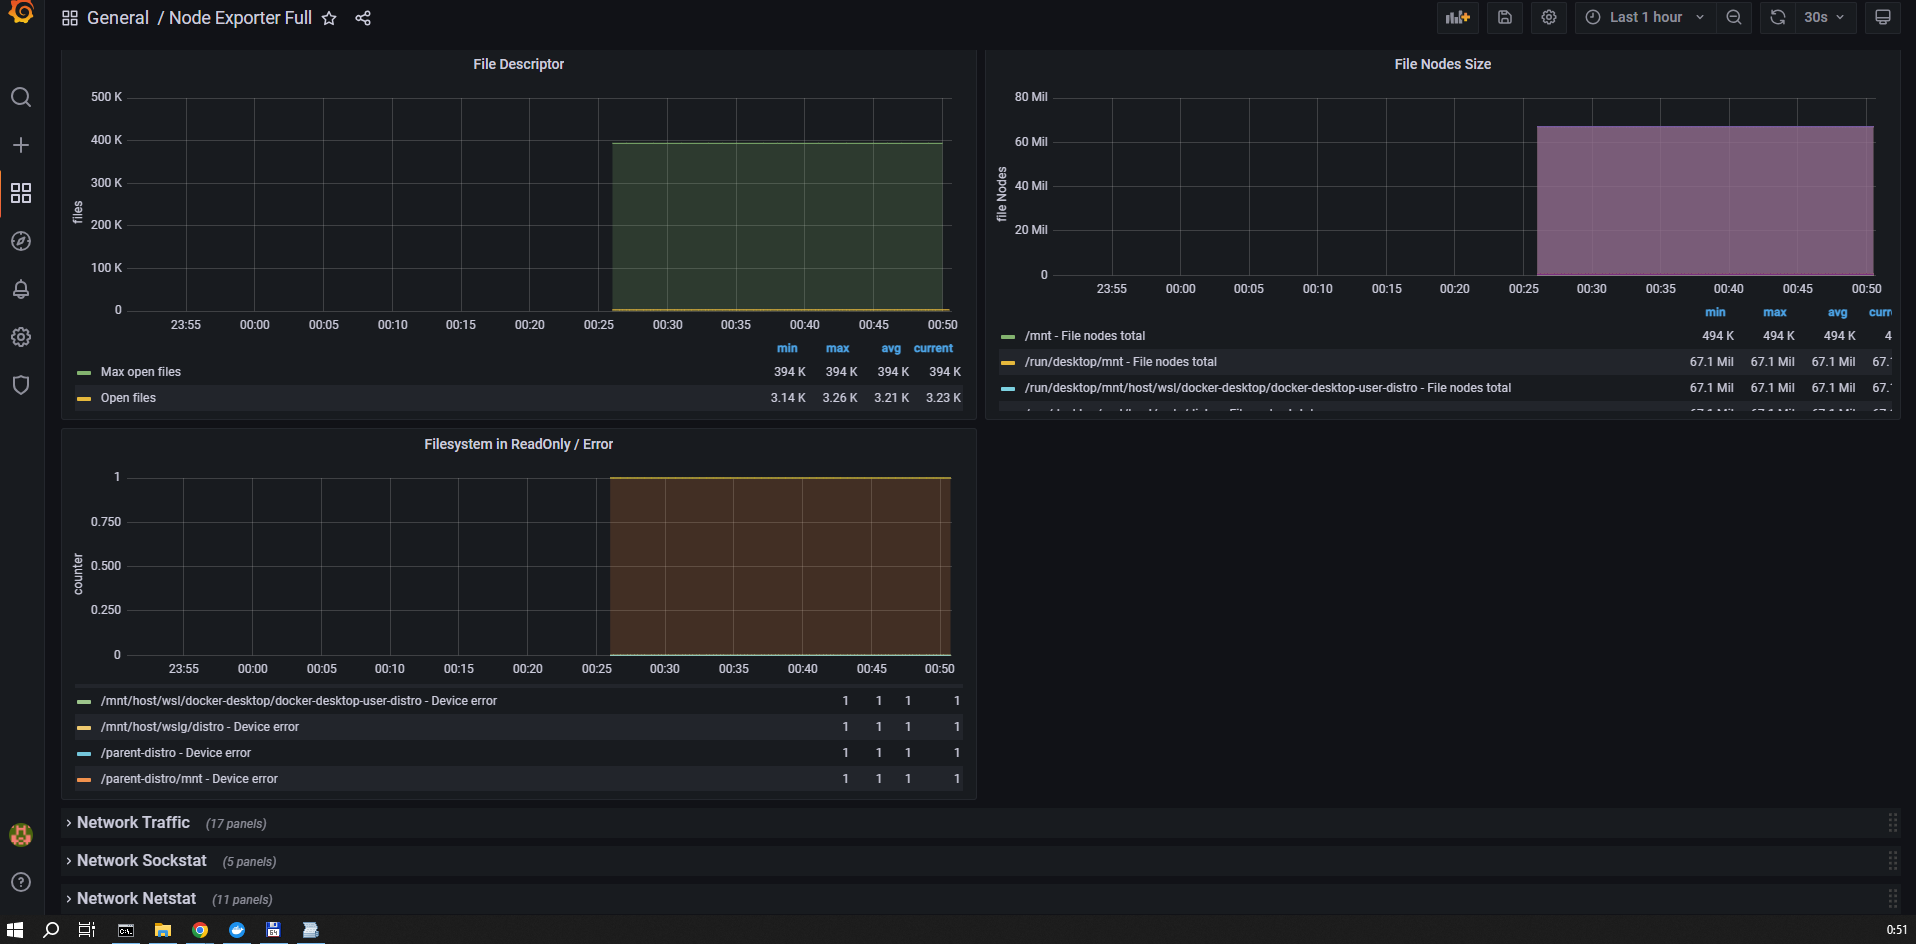 General / Node Exporter Full
Last 1 hour
30s
File Descriptor
500 K
400 K
300 K
200 K
100 K
0
files
23:55 00:00 00:05 00:10 00:15 00:20 00:25 00:30 00:35 00:40 00:45 00:50
min max avg current
Max open files 394 K 394 K 394 K 394 K
Open files 3.14 K 3.26 K 3.21 K 3.23 K
File Nodes Size
80 Mil
60 Mil
40 Mil
20 Mil
0
file Nodes
23:55 00:00 00:05 00:10 00:15 00:20 00:25 00:30 00:35 00:40 00:45 00:50
min max avg curr
/mnt - File nodes total 494 K 494 K 494 K 4
/run/desktop/mnt - File nodes total 67.1 Mil 67.1 Mil 67.1 Mil 67.
/run/desktop/mnt/host/wsl/docker-desktop/docker-desktop-user-distro - File nodes total 67.1 Mil 67.1 Mil 67.1 Mil 67.
Filesystem in ReadOnly / Error
1
0.750
0.500
0.250
0
counter
23:55 00:00 00:05 00:10 00:15 00:20 00:25 00:30 00:35 00:40 00:45 00:50
/mnt/host/wsl/docker-desktop/docker-desktop-user-distro - Device error 1 1 1 1
/mnt/host/wslg/distro - Device error 1 1 1 1
/parent-distro - Device error 1 1 1 1
/parent-distro/mnt - Device error 1 1 1 1
Network Traffic (17 panels)
Network Sockstat (5 panels)
Network Netstat (11 panels)
0:51